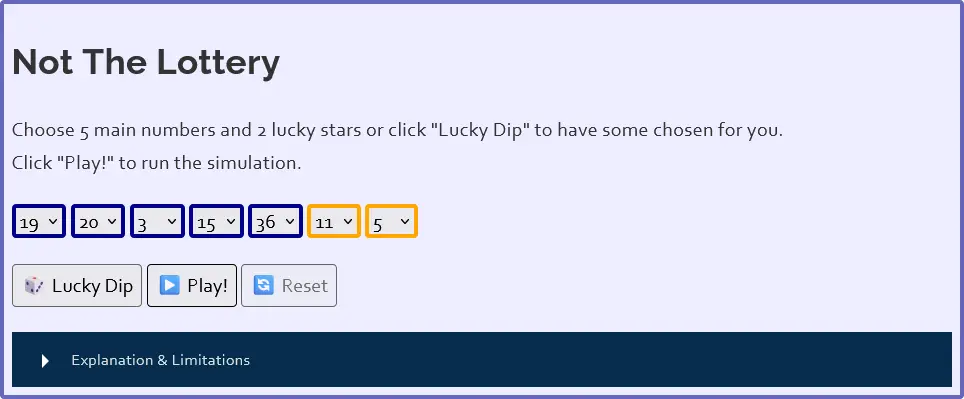 Not The Lottery
Choose 5 main numbers and 2 lucky stars or click "Lucky Dip" to have some chosen for you.
Click "Play!" to run the simulation.
19 20 3 15 36 11 5
Lucky Dip Play! Reset
Explanation & Limitations